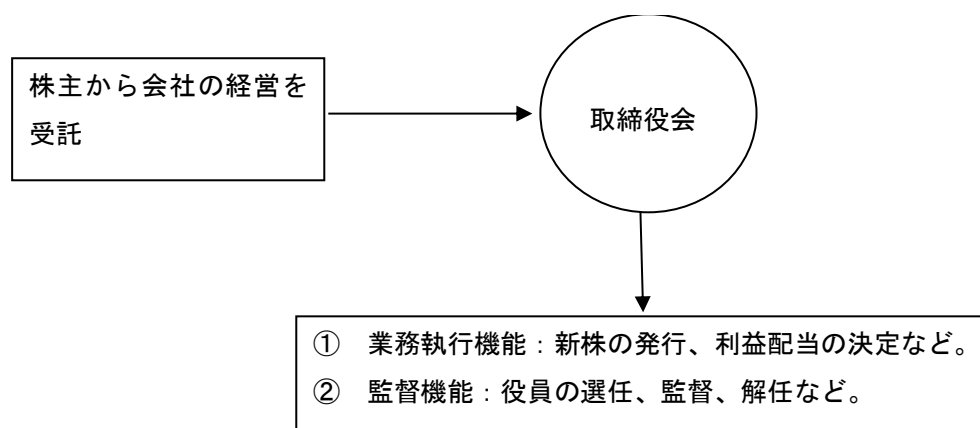 株主から会社の経営を
受託
取締役会
① 業務執行機能：新株の発行、利益配当の決定など。
② 監督機能：役員の選任、監督、解任など。